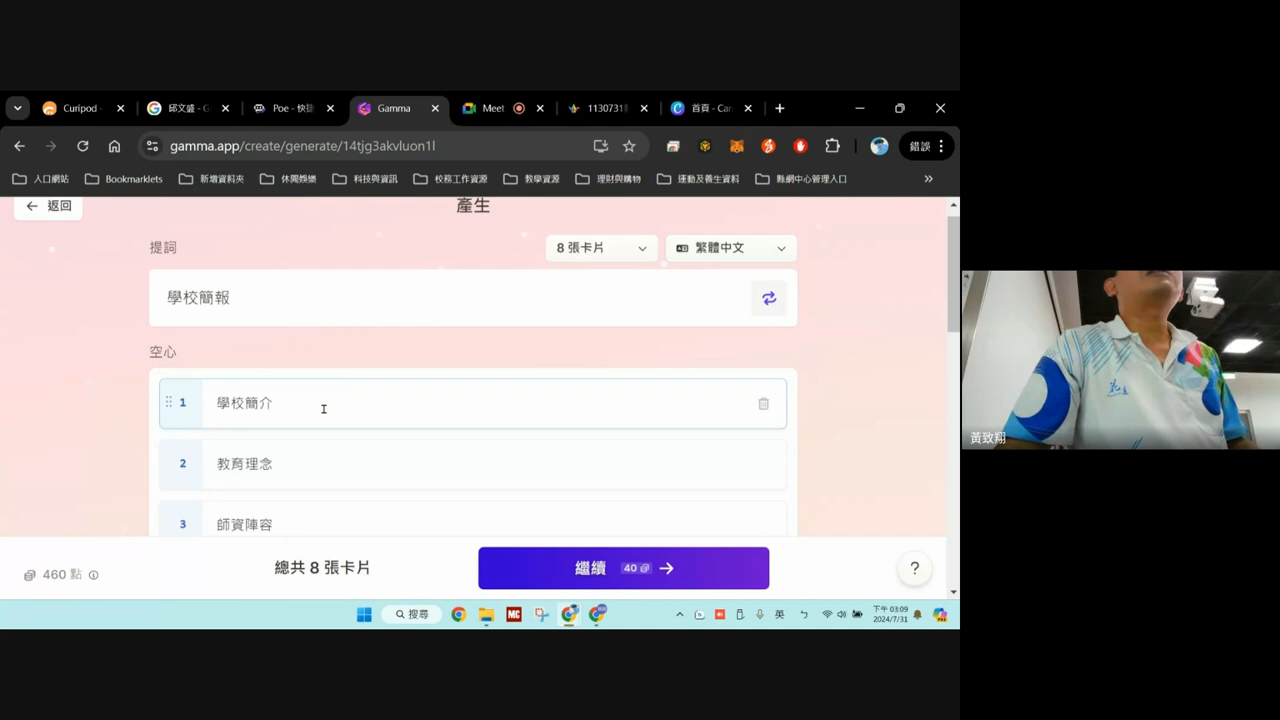 Curipod -
邱文盛 - G
Poe - 快捷
Gamma
Meet
1130731
首頁 - Can
gamma.app/create/generate/14tjg3akvluon1l
錯誤
入口網站
Bookmarklets
新增資料夾
休閒娛樂
科技與資訊
校務工作資源
教學資源
理財與購物
運動及養生資料
縣網中心管理入口
返回
產生
提詞
8 張卡片
繁體中文
學校簡報
空心
1 學校簡介
2 教育理念
3 師資陣容
460 點
總共 8 張卡片
繼續 40
?
搜尋
MC
英
下午 03:09
2024/7/31
黃致翔